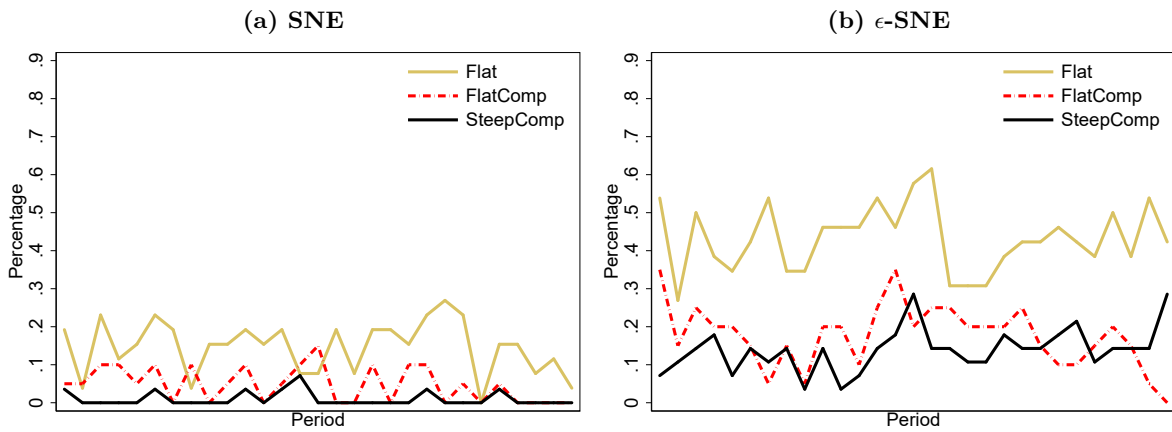 (a) SNE
Percentage
0 .1 .2 .3 .4 .5 .6 .7 .8 .9
Flat
FlatComp
SteepComp
Period
(b) ϵ-SNE
Percentage
0 .1 .2 .3 .4 .5 .6 .7 .8 .9
Flat
FlatComp
SteepComp
Period